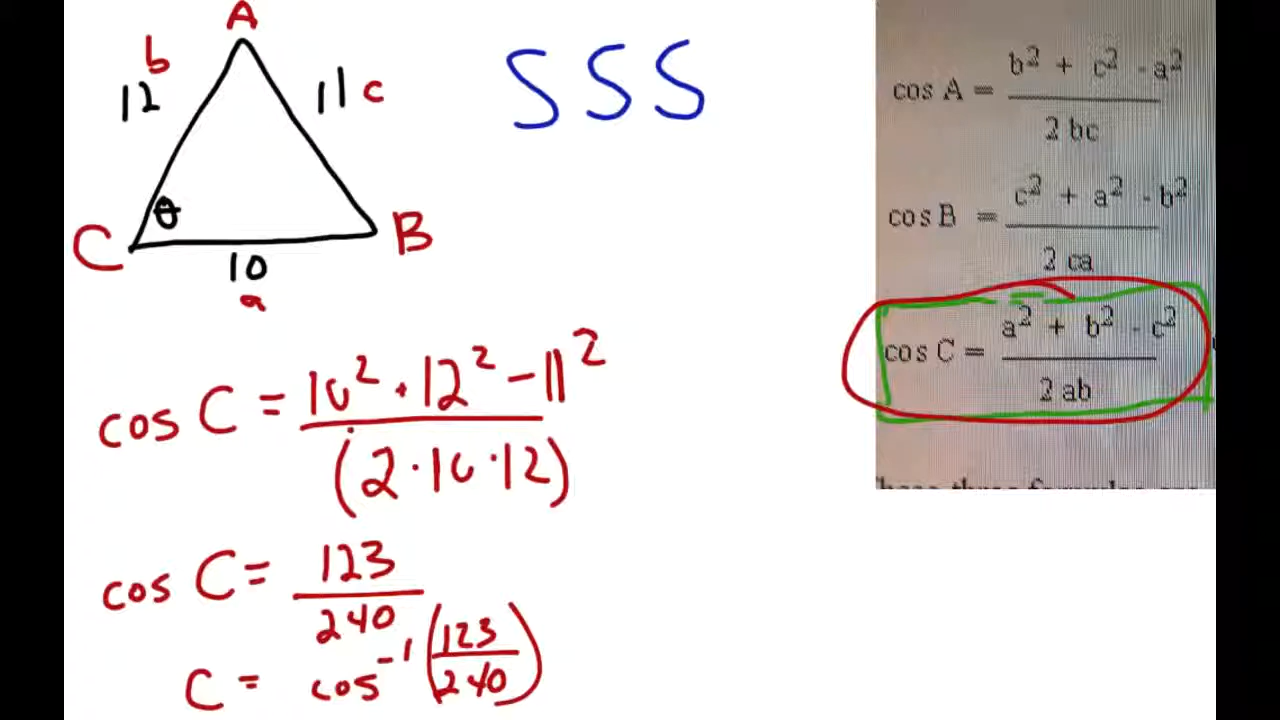 A
b
12
11 c
SSS
θ
C
B
10
a
cos A = b² + c² - a² / 2 bc
cos B = c² + a² - b² / 2 ca
cos C = a² + b² - c² / 2 ab
cos C = 10² + 12² - 11² / (2·10·12)
cos C = 123 / 240
C = cos⁻¹(123 / 240)